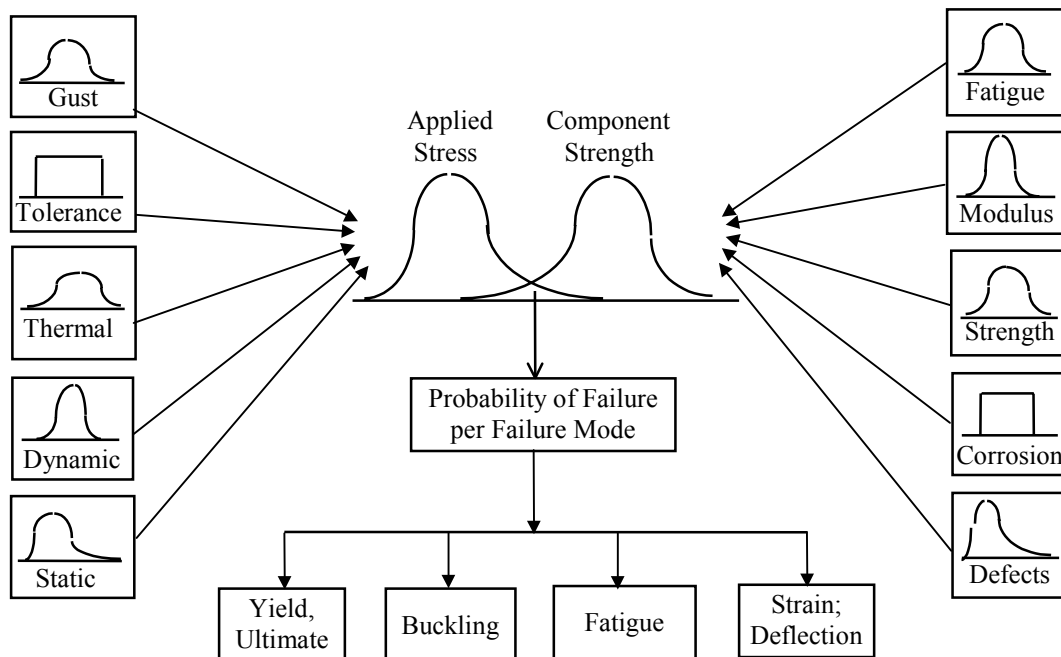 Gust
Tolerance
Thermal
Dynamic
Static
Applied
Stress
Component
Strength
Probability of Failure
per Failure Mode
Yield,
Ultimate
Buckling
Fatigue
Strain;
Deflection
Fatigue
Modulus
Strength
Corrosion
Defects